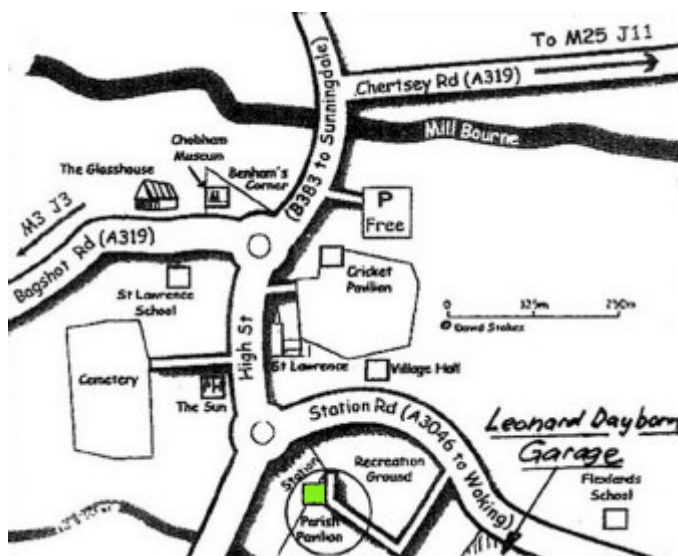 To M25 J11
Chertsey Rd (A319)
Mill Bourne
(B383 to Sunningdale)
Chobham
Museum
Benham's
Corner
The Glasshouse
M3 J3
Bagshot Rd (A319)
P
Free
Cricket
Pavilion
St Lawrence
School
High St
0 125m 250m
© David Stokes
St Lawrence
Village Hall
Cemetery
PH
The Sun
Station Rd (A3046 to Woking)
Leonard Dayborn
Garage
Recreation
Ground
Flexlands
School
Station
Parish
Pavilion